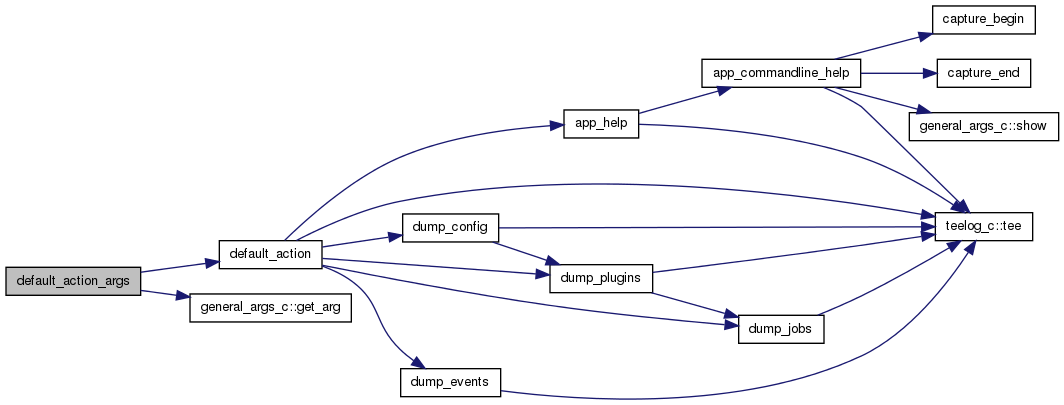 capture_begin
app_commandline_help
capture_end
app_help
general_args_c::show
dump_config
teelog_c::tee
default_action
default_action_args
dump_plugins
general_args_c::get_arg
dump_jobs
dump_events